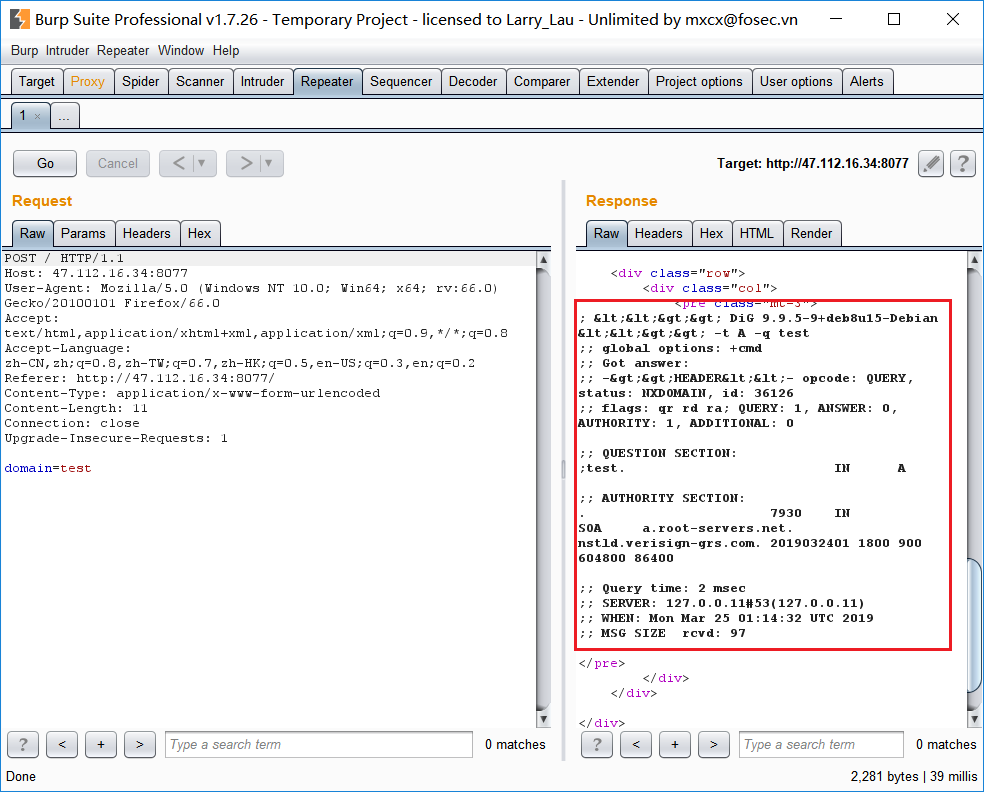 Burp Suite Professional v1.7.26 - Temporary Project - licensed to Larry_Lau - Unlimited by mxcx@fosec.vn
Burp Intruder Repeater Window Help
Target Proxy Spider Scanner Intruder Repeater Sequencer Decoder Comparer Extender Project options User options Alerts
1 × ...
Go Cancel < ▼ > ▼ Target: http://47.112.16.34:8077 ?
Request
Raw Params Headers Hex
POST / HTTP/1.1
Host: 47.112.16.34:8077
User-Agent: Mozilla/5.0 (Windows NT 10.0; Win64; x64; rv:66.0)
Gecko/20100101 Firefox/66.0
Accept:
text/html,application/xhtml+xml,application/xml;q=0.9,*/*;q=0.8
Accept-Language:
zh-CN,zh;q=0.8,zh-TW;q=0.7,zh-HK;q=0.5,en-US;q=0.3,en;q=0.2
Referer: http://47.112.16.34:8077/
Content-Type: application/x-www-form-urlencoded
Content-Length: 11
Connection: close
Upgrade-Insecure-Requests: 1
domain=test
? < + > Type a search term 0 matches
Response
Raw Headers Hex HTML Render
<div class="row">
<div class="col">
<pre class="mt-3">
; &lt;&lt;&gt;&gt; DiG 9.9.5-9+deb8u15-Debian
&lt;&lt;&gt;&gt; -t A -q test
;; global options: +cmd
;; Got answer:
;; -&gt;&gt;HEADER&lt;&lt;- opcode: QUERY,
status: NXDOMAIN, id: 36126
;; flags: qr rd ra; QUERY: 1, ANSWER: 0,
AUTHORITY: 1, ADDITIONAL: 0
;; QUESTION SECTION:
;test. IN A
;; AUTHORITY SECTION:
. 7930 IN
SOA a.root-servers.net.
nstld.verisign-grs.com. 2019032401 1800 900
604800 86400
;; Query time: 2 msec
;; SERVER: 127.0.0.11#53(127.0.0.11)
;; WHEN: Mon Mar 25 01:14:32 UTC 2019
;; MSG SIZE rcvd: 97
</pre>
</div>
</div>
</div>
? < + > Type a search term 0 matches
Done 2,281 bytes | 39 millis